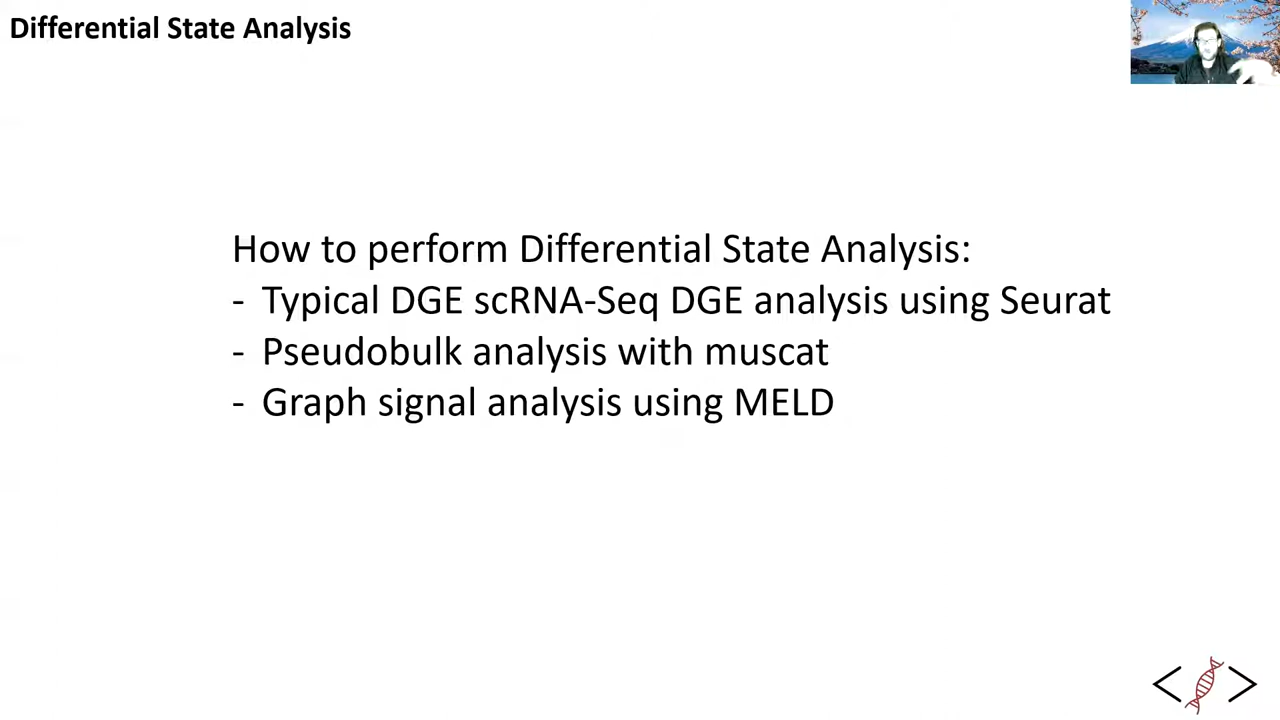 Differential State Analysis
How to perform Differential State Analysis:
- Typical DGE scRNA-Seq DGE analysis using Seurat
- Pseudobulk analysis with muscat
- Graph signal analysis using MELD